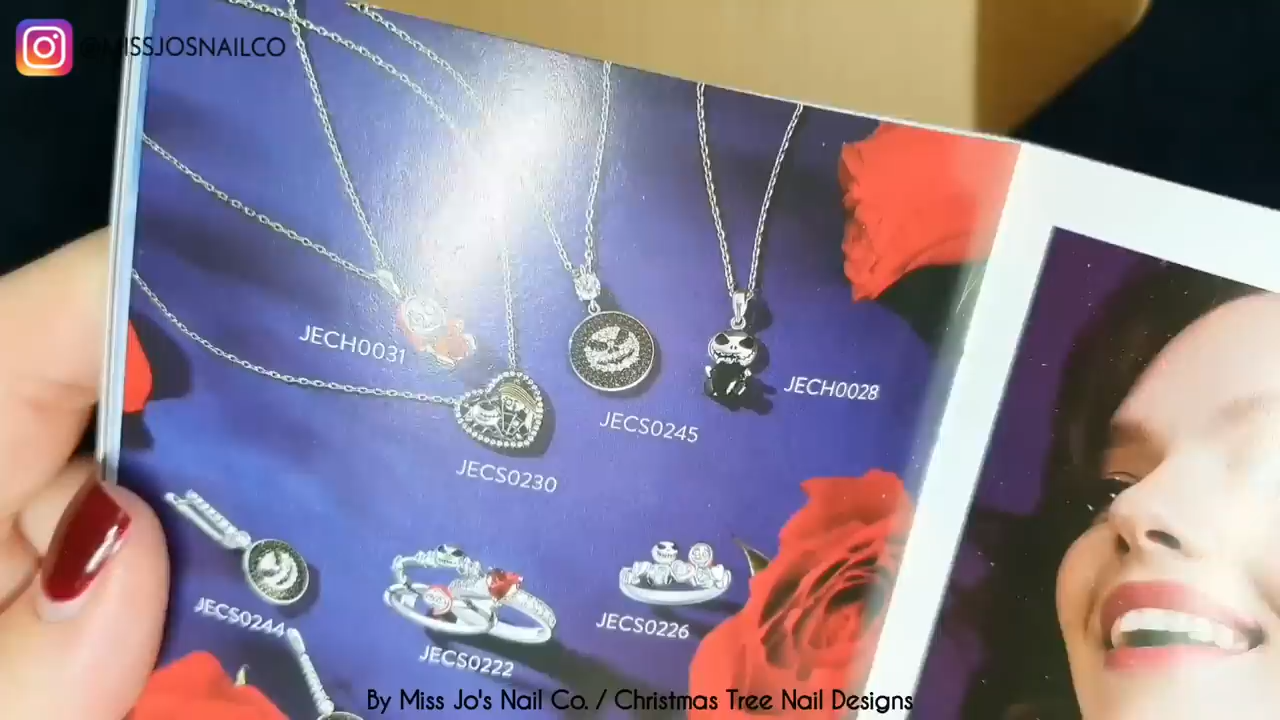 @MISSJOSNAILCO
JECH0031
JECS0245
JECH0028
JECS0230
JECS0244
JECS0222
JECS0226
By Miss Jo's Nail Co. / Christmas Tree Nail Designs